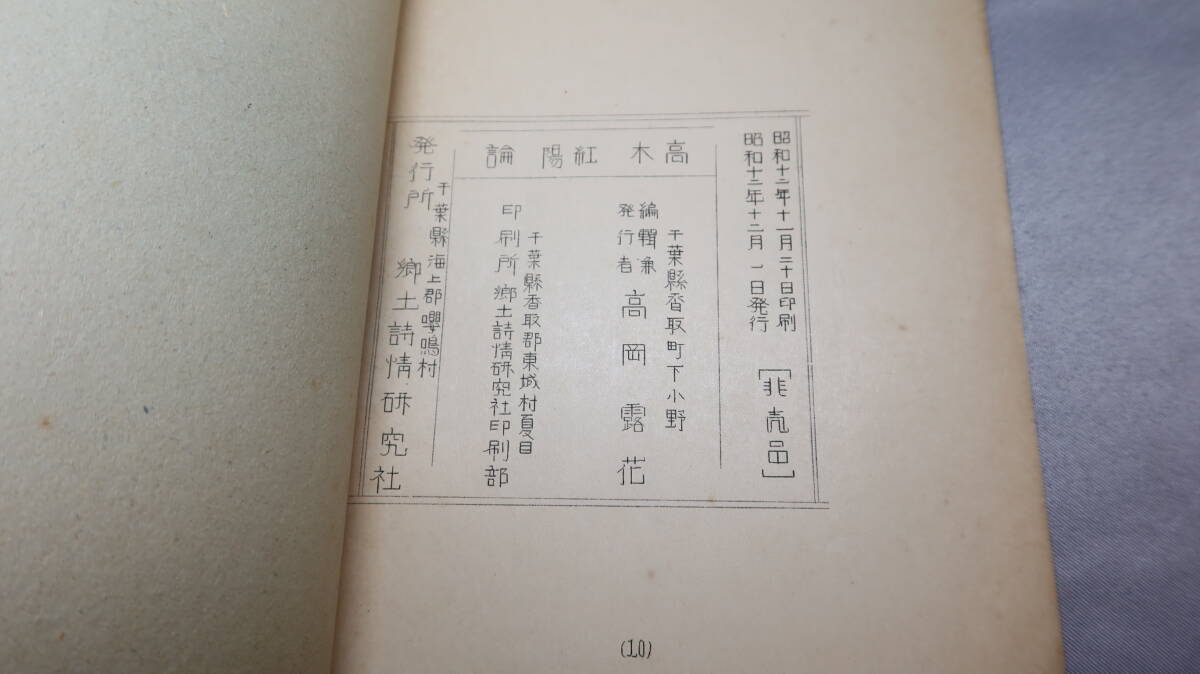 昭和十二年十一月三十日印刷
昭和十二年十二月一日発行
[非売品]
高木紅陽論
千葉縣香取町下小野
編輯兼
発行者
高岡露花
千葉縣香取郡東城村夏目
印刷所 郷土詩情研究社印刷部
千葉縣海上郡嚶鳴村
発行所 郷土詩情研究社
(10)